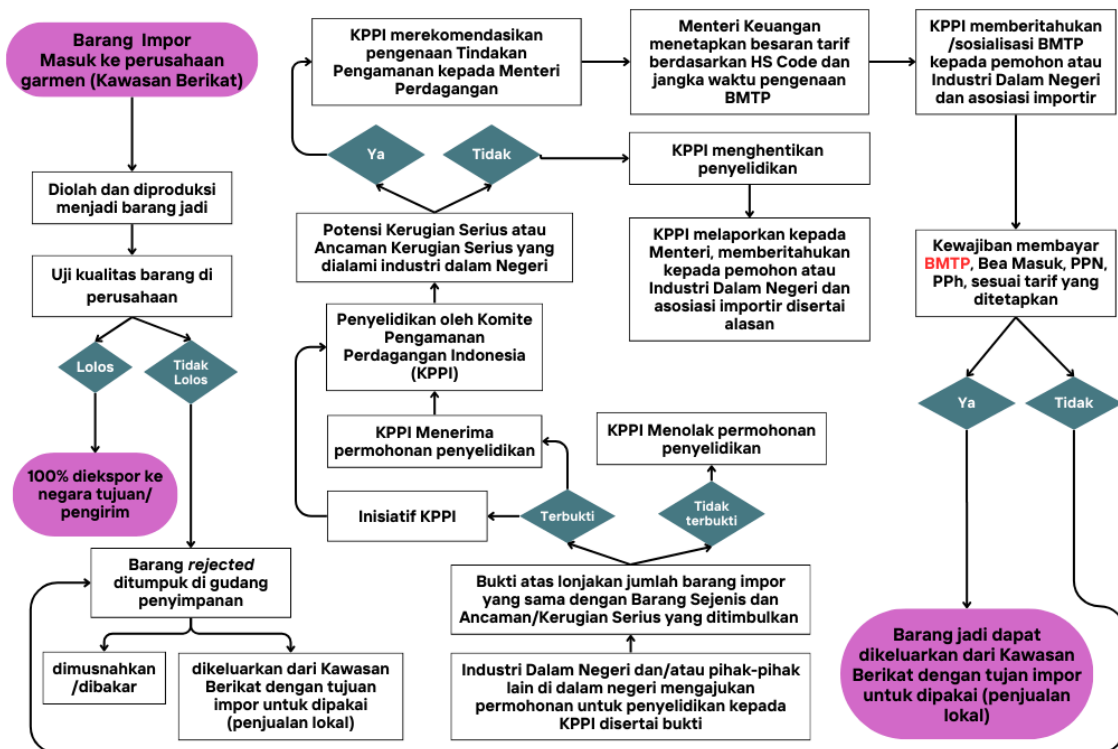 Barang Impor
Masuk ke perusahaan
garmen (Kawasan Berikat)
Diolah dan diproduksi
menjadi barang jadi
Uji kualitas barang di
perusahaan
Lolos
Tidak
Lolos
100% diekspor ke
negara tujuan/
pengirim
Barang rejected
ditumpuk di gudang
penyimpanan
dimusnahkan
/dibakar
dikeluarkan dari Kawasan
Berikat dengan tujuan
impor untuk dipakai
(penjualan lokal)
KPPI merekomendasikan
pengenaan Tindakan
Pengamanan kepada Menteri
Perdagangan
Ya
Tidak
Potensi Kerugian Serius atau
Ancaman Kerugian Serius yang
dialami industri dalam Negeri
Penyelidikan oleh Komite
Pengamanan
Perdagangan Indonesia
(KPPI)
KPPI Menerima
permohonan penyelidikan
Inisiatif KPPI
Terbukti
Tidak
terbukti
KPPI Menolak permohonan
penyelidikan
Bukti atas lonjakan jumlah barang impor
yang sama dengan Barang Sejenis dan
Ancaman/Kerugian Serius yang ditimbulkan
Industri Dalam Negeri dan/atau pihak-pihak
lain di dalam negeri mengajukan
permohonan untuk penyelidikan kepada
KPPI disertai bukti
Menteri Keuangan
menetapkan besaran tarif
berdasarkan HS Code dan
jangka waktu pengenaan
BMTP
KPPI menghentikan
penyelidikan
KPPI melaporkan kepada
Menteri, memberitahukan
kepada pemohon atau
Industri Dalam Negeri dan
asosiasi importir disertai
alasan
KPPI memberitahukan
/sosialisasi BMTP
kepada pemohon atau
Industri Dalam Negeri
dan asosiasi importir
Kewajiban membayar
BMTP, Bea Masuk, PPN,
PPh, sesuai tarif yang
ditetapkan
Ya
Tidak
Barang jadi dapat
dikeluarkan dari Kawasan
Berikat dengan tujan impor
untuk dipakai (penjualan
lokal)